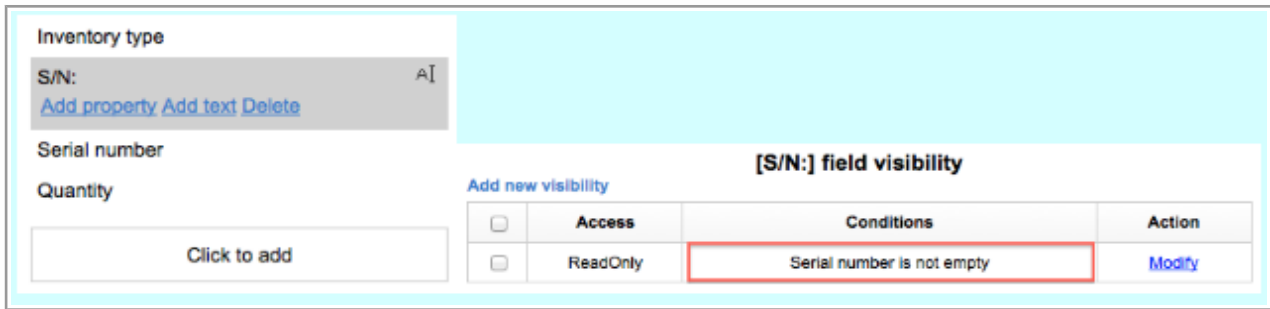 Inventory type
S/N:
Add property Add text Delete
Serial number
Quantity
Click to add
[S/N:] field visibility
Add new visibility
Access Conditions Action
ReadOnly Serial number is not empty Modify